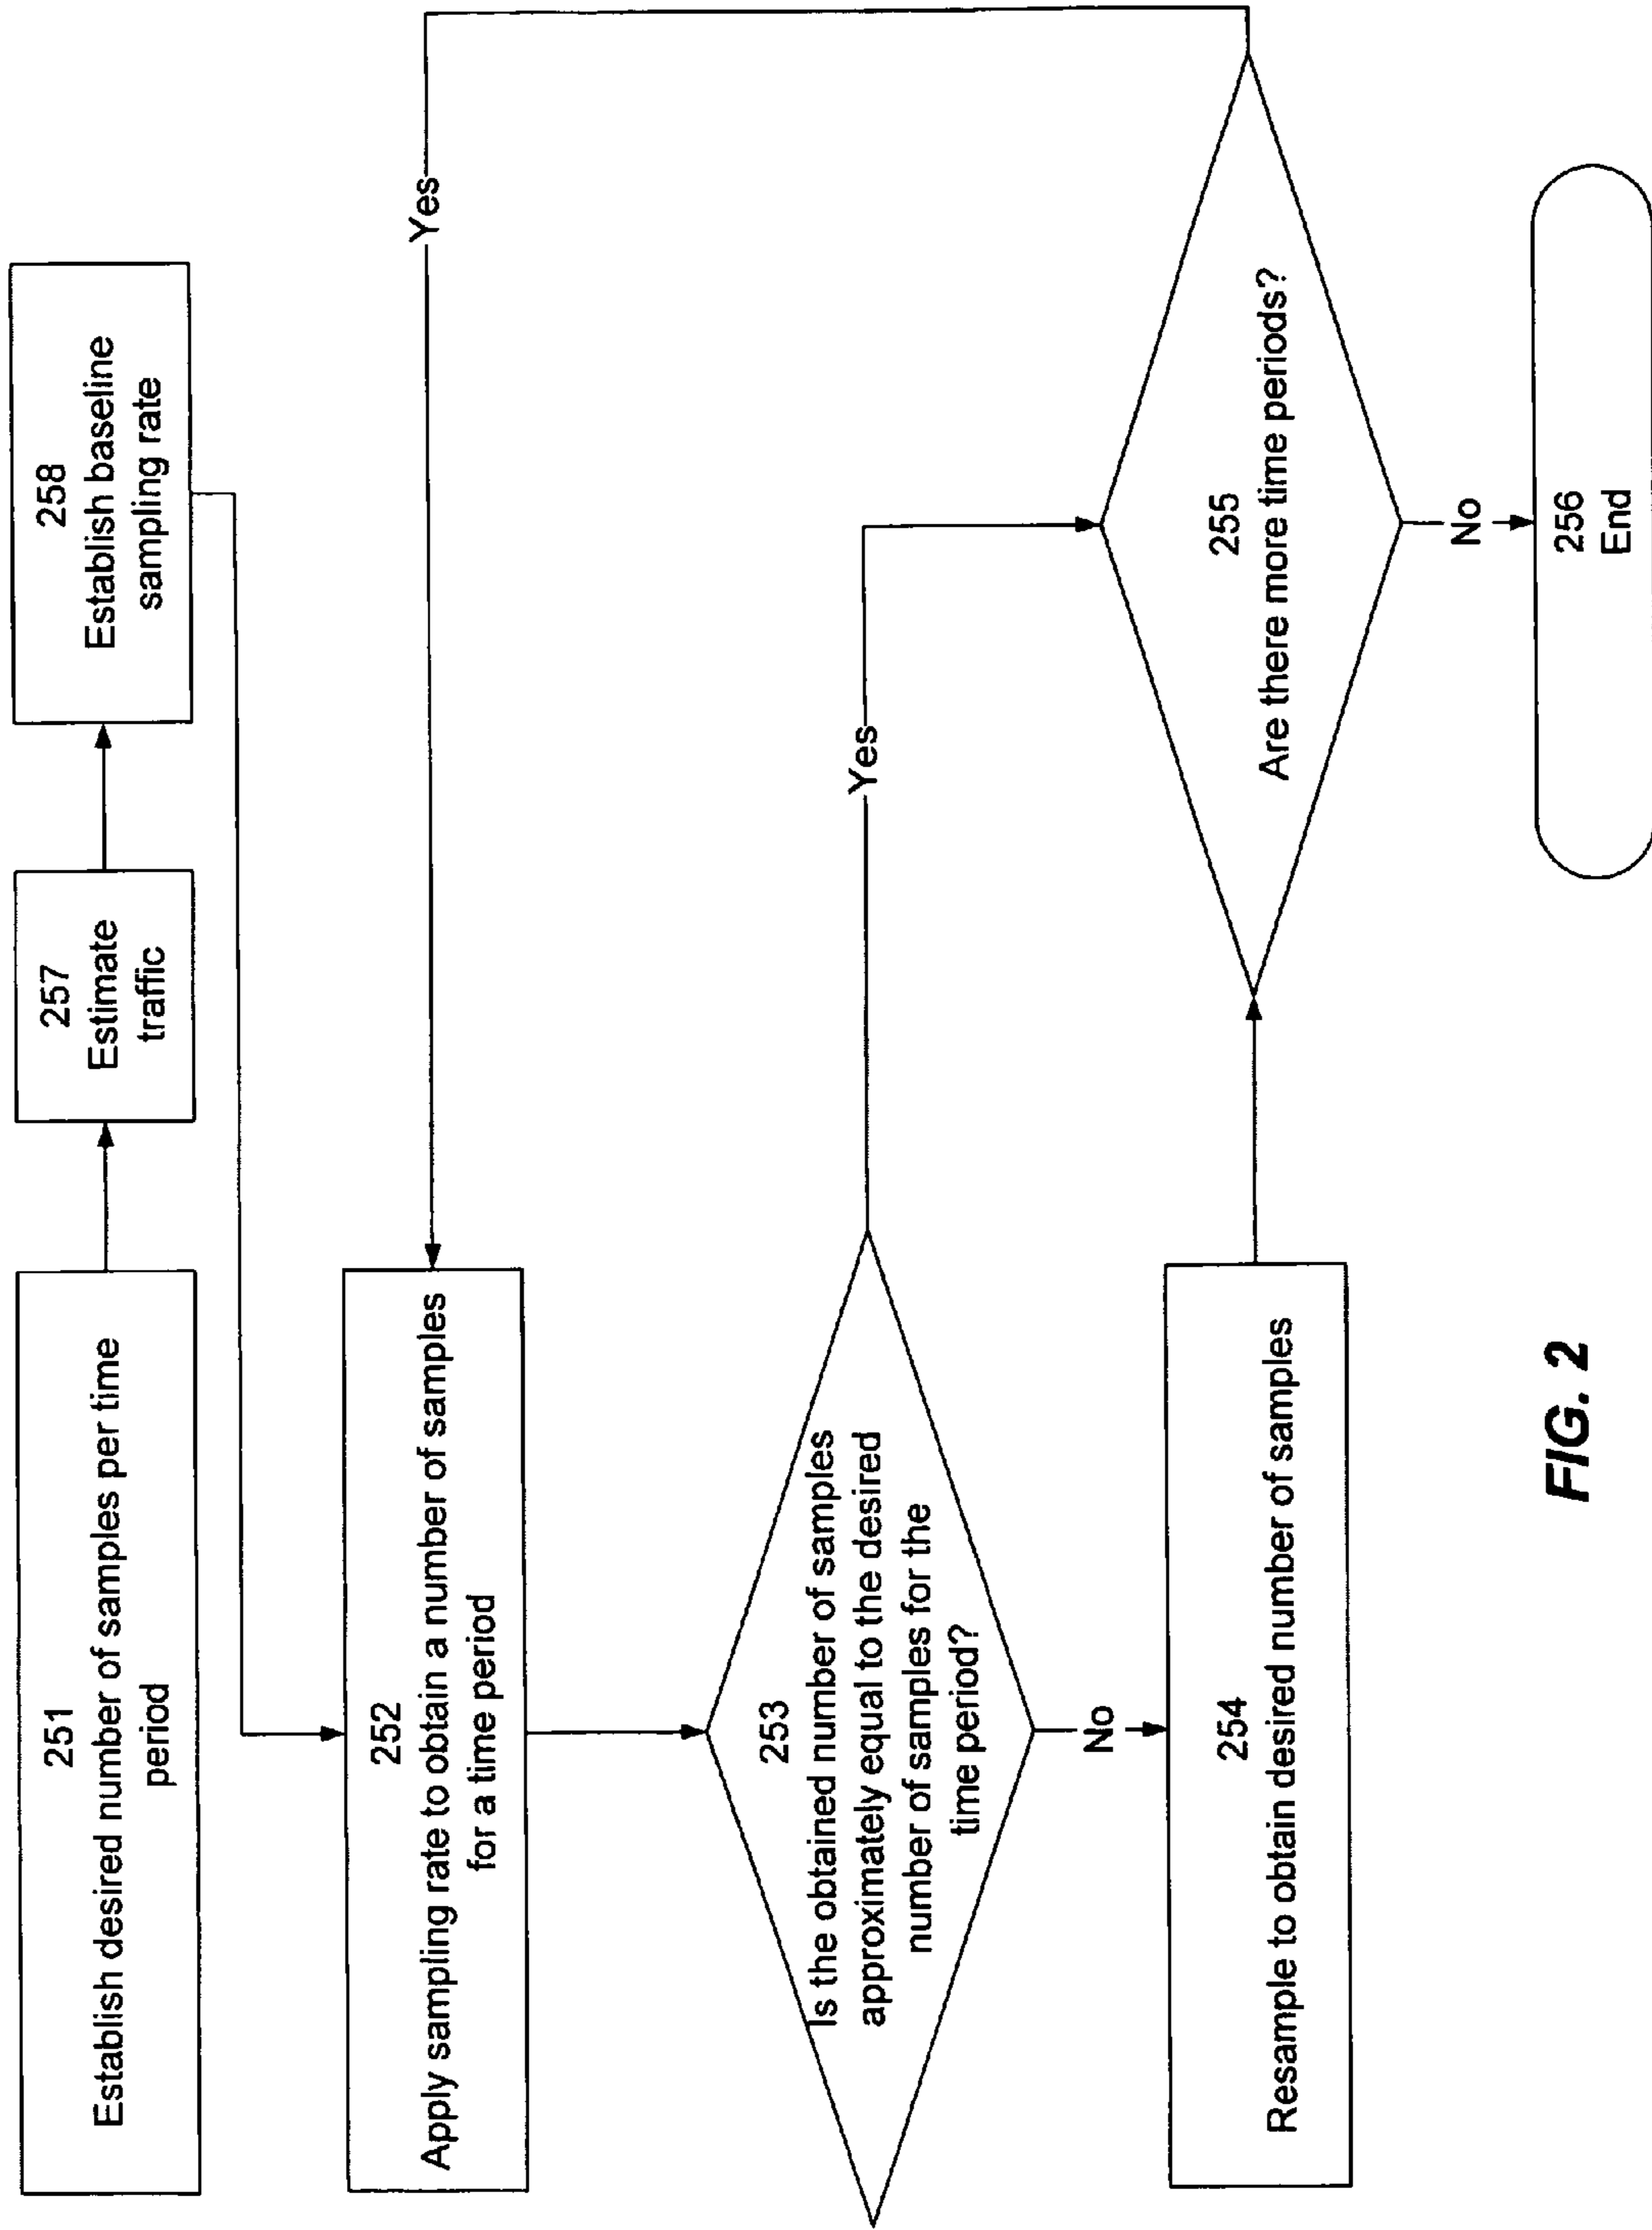 251
Establish desired number of samples per time
period
257
Estimate
traffic
258
Establish baseline
sampling rate
252
Apply sampling rate to obtain a number of samples
for a time period
Yes
253
Is the obtained number of samples
approximately equal to the desired
number of samples for the
time period?
Yes
No
254
Resample to obtain desired number of samples
255
Are there more time periods?
No
256
End
FIG. 2